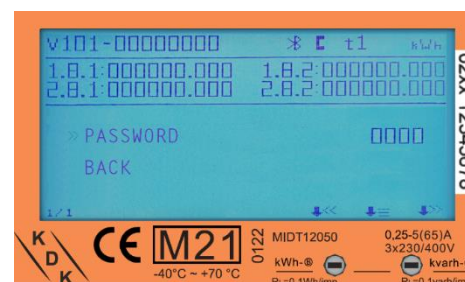 v101-00000000 t1 kWh
1.8.1:000000.000 1.8.2:000000.000
2.8.1:000000.000 2.8.2:000000.000
» PASSWORD 0000
BACK
1/1
K
D
K
CE M21 0122
-40°C ~ +70 °C
MIDT12050
0,25-5(65)A
3x230/400V
kWh-
kvarh-